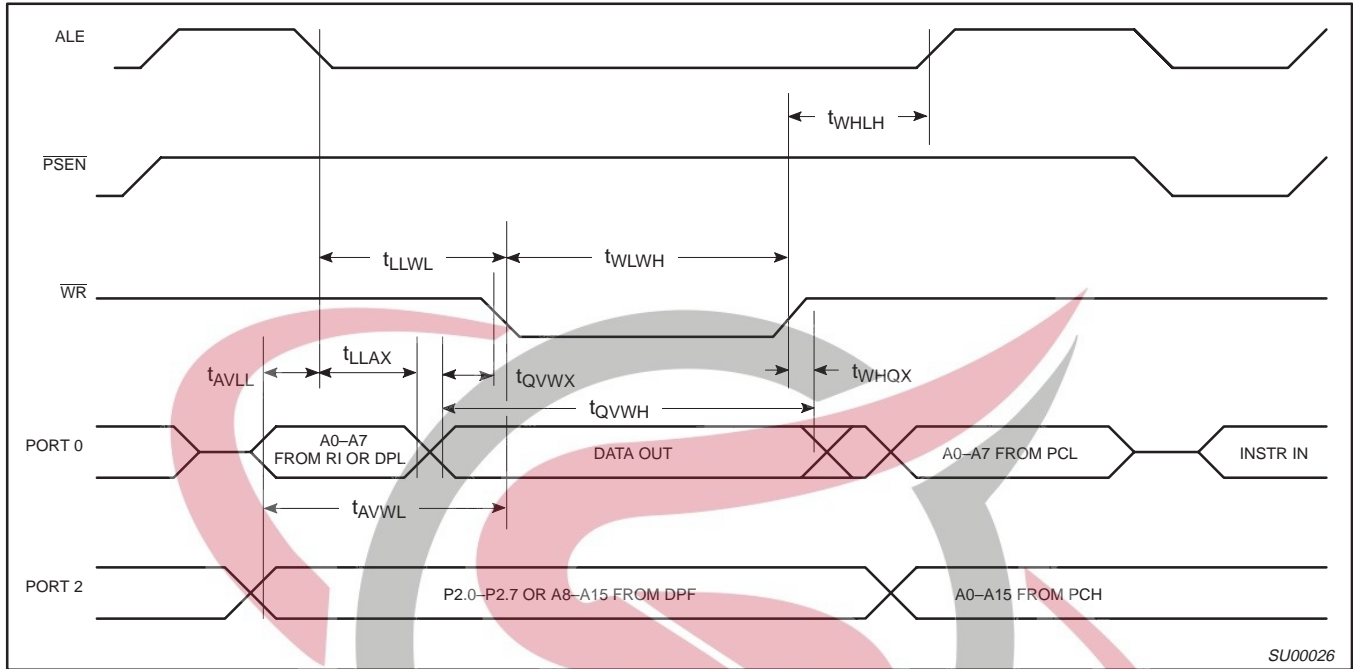 ALE
tWHLH
PSEN
tLLWL
tWLWH
WR
tAVLL
tLLAX
tQVWX
tWHQX
tQVWH
PORT 0
A0–A7
FROM RI OR DPL
DATA OUT
A0–A7 FROM PCL
INSTR IN
tAVWL
PORT 2
P2.0–P2.7 OR A8–A15 FROM DPF
A0–A15 FROM PCH
SU00026